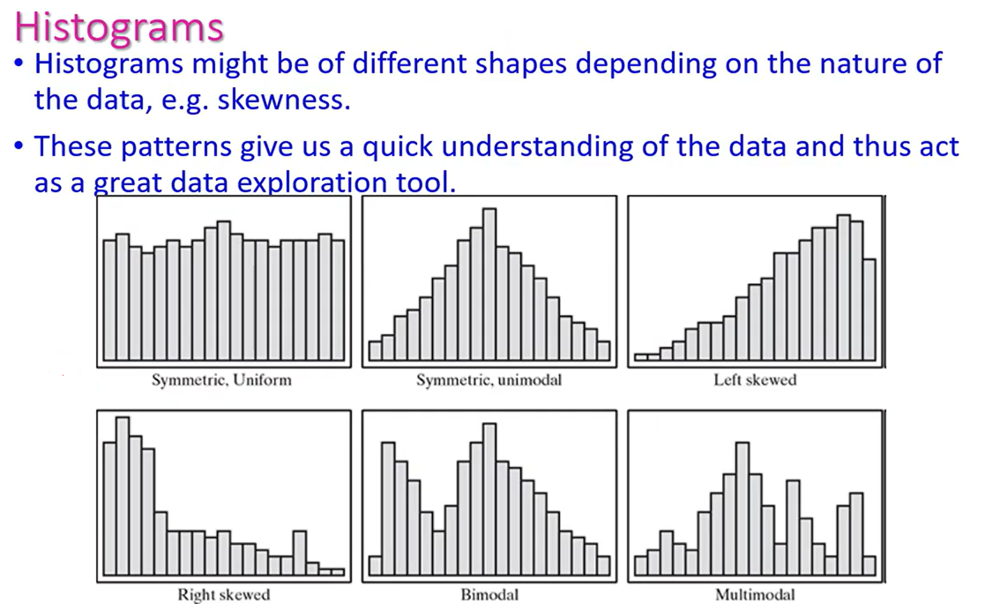 Histograms
• Histograms might be of different shapes depending on the nature of
the data, e.g. skewness.
• These patterns give us a quick understanding of the data and thus act
as a great data exploration tool.
Symmetric, Uniform
Symmetric, unimodal
Left skewed
Right skewed
Bimodal
Multimodal